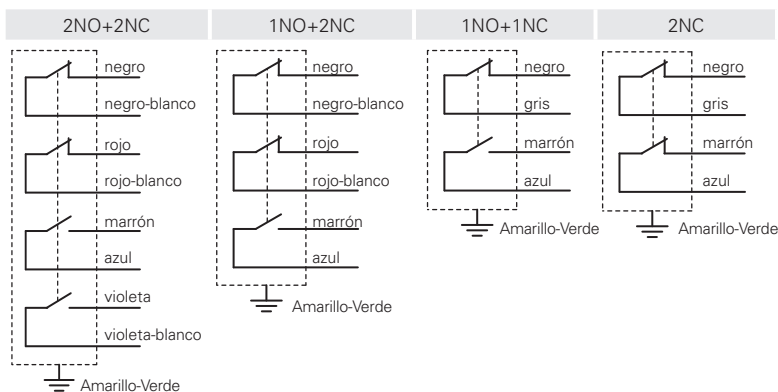 2NO+2NC
negro
negro-blanco
rojo
rojo-blanco
marrón
azul
violeta
violeta-blanco
Amarillo-Verde
1NO+2NC
negro
negro-blanco
rojo
rojo-blanco
marrón
azul
Amarillo-Verde
1NO+1NC
negro
gris
marrón
azul
Amarillo-Verde
2NC
negro
gris
marrón
azul
Amarillo-Verde